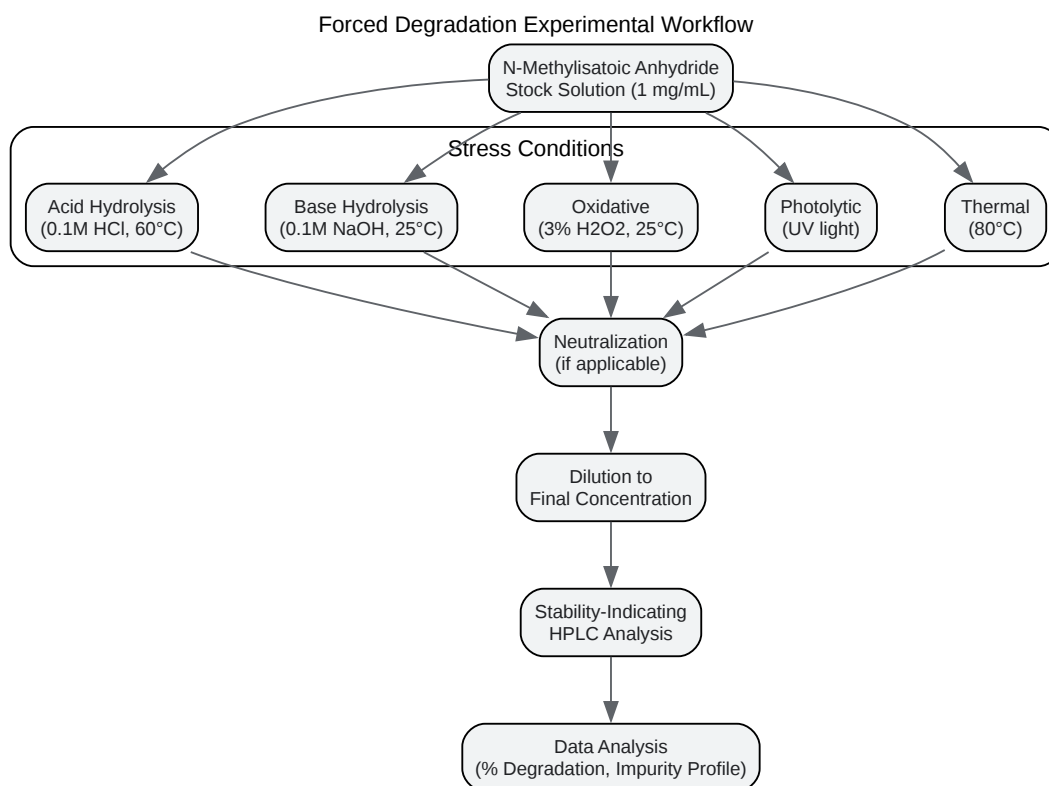 Forced Degradation Experimental Workflow
N-Methylisatoic Anhydride
Stock Solution (1 mg/mL)
Stress Conditions
Acid Hydrolysis
(0.1M HCl, 60°C)
Base Hydrolysis
(0.1M NaOH, 25°C)
Oxidative
(3% H2O2, 25°C)
Photolytic
(UV light)
Thermal
(80°C)
Neutralization
(if applicable)
Dilution to
Final Concentration
Stability-Indicating
HPLC Analysis
Data Analysis
(% Degradation, Impurity Profile)